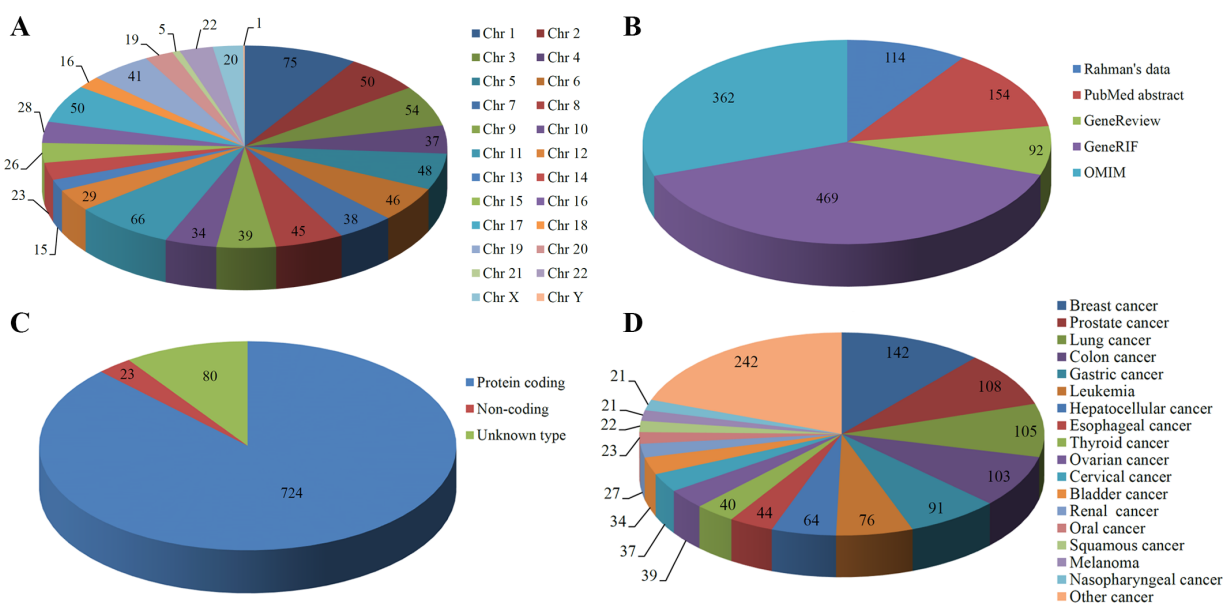 A
75
50
54
37
48
46
38
45
39
34
66
29
15
23
26
28
50
16
41
19
5
22
20
1
Chr 1 Chr 2
Chr 3 Chr 4
Chr 5 Chr 6
Chr 7 Chr 8
Chr 9 Chr 10
Chr 11 Chr 12
Chr 13 Chr 14
Chr 15 Chr 16
Chr 17 Chr 18
Chr 19 Chr 20
Chr 21 Chr 22
Chr X Chr Y
B
114
154
92
469
362
Rahman's data
PubMed abstract
GeneReview
GeneRIF
OMIM
C
23
80
724
Protein coding
Non-coding
Unknown type
D
142
108
105
103
91
76
64
44
40
39
37
34
27
23
22
21
21
242
Breast cancer
Prostate cancer
Lung cancer
Colon cancer
Gastric cancer
Leukemia
Hepatocellular cancer
Esophageal cancer
Thyroid cancer
Ovarian cancer
Cervical cancer
Bladder cancer
Renal cancer
Oral cancer
Squamous cancer
Melanoma
Nasopharyngeal cancer
Other cancer